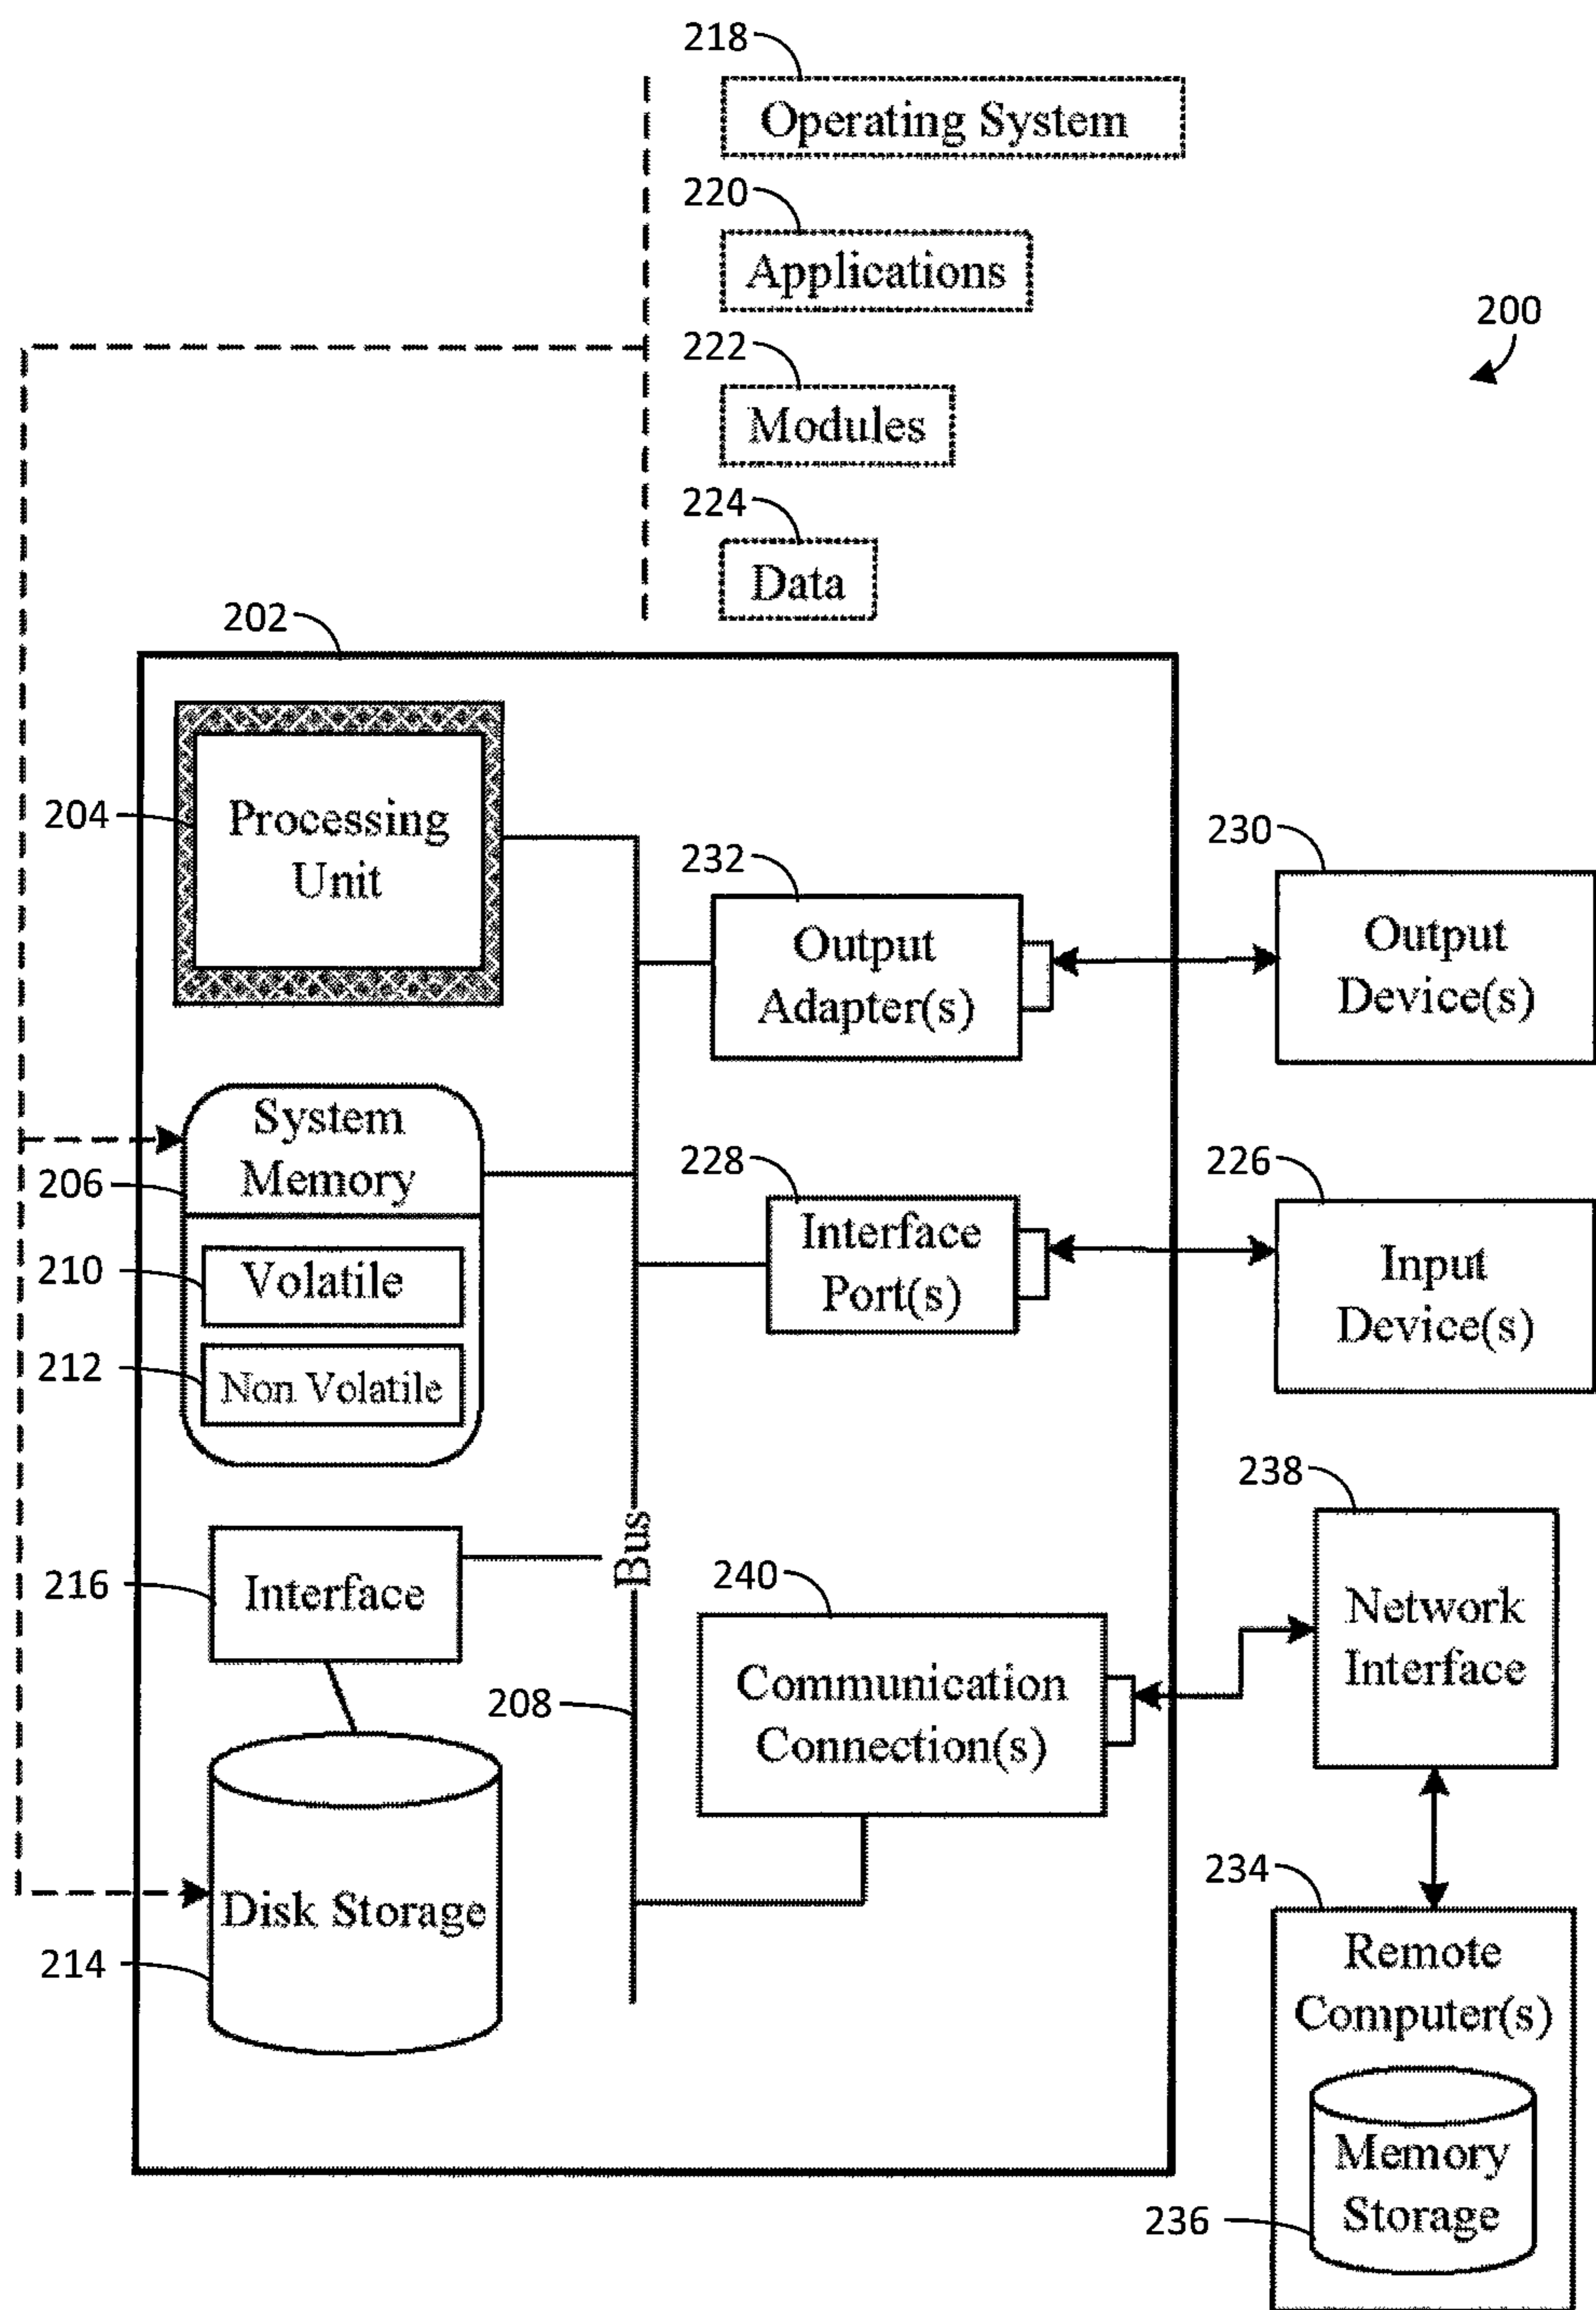 218
Operating System
220
Applications
200
222
Modules
224
Data
202
204
Processing
Unit
232
Output
Adapter(s)
230
Output
Device(s)
206
System
Memory
210
Volatile
212
Non Volatile
228
Interface
Port(s)
226
Input
Device(s)
216
Interface
Bus
208
240
Communication
Connection(s)
238
Network
Interface
214
Disk Storage
234
Remote
Computer(s)
236
Memory
Storage